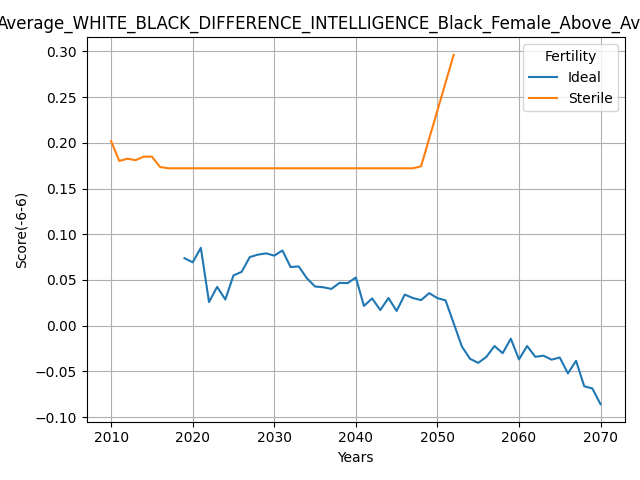 Average_WHITE_BLACK_DIFFERENCE_INTELLIGENCE_Black_Female_Above_Av
Fertility
Ideal
Sterile
0.30
0.25
0.20
0.15
0.10
0.05
0.00
−0.05
−0.10
Score(-6-6)
2010 2020 2030 2040 2050 2060 2070
Years